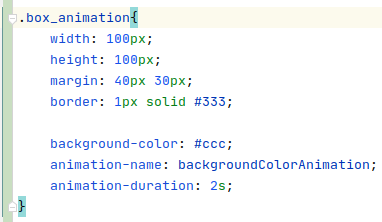 .box_animation{
width: 100px;
height: 100px;
margin: 40px 30px;
border: 1px solid #333;
background-color: #ccc;
animation-name: backgroundColorAnimation;
animation-duration: 2s;
}